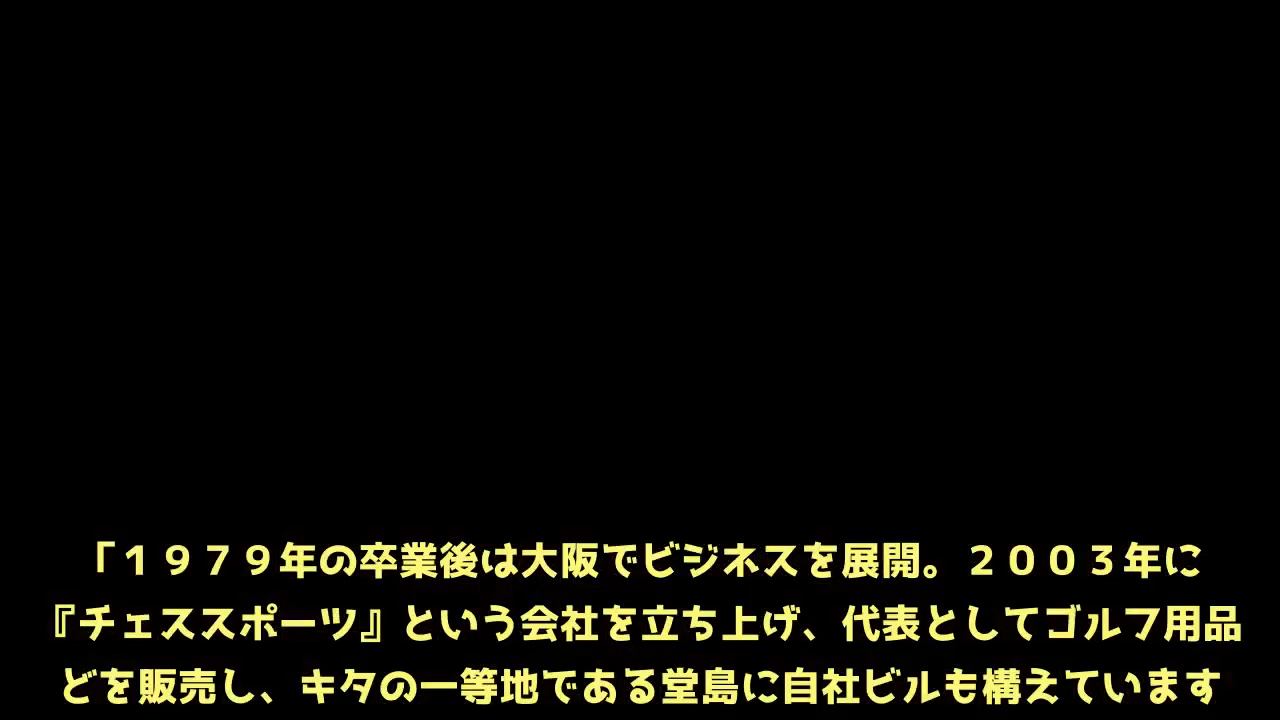 「１９７９年の卒業後は大阪でビジネスを展開。２００３年に
『チェススポーツ』という会社を立ち上げ、代表としてゴルフ用品
どを販売し、キタの一等地である堂島に自社ビルも構えています